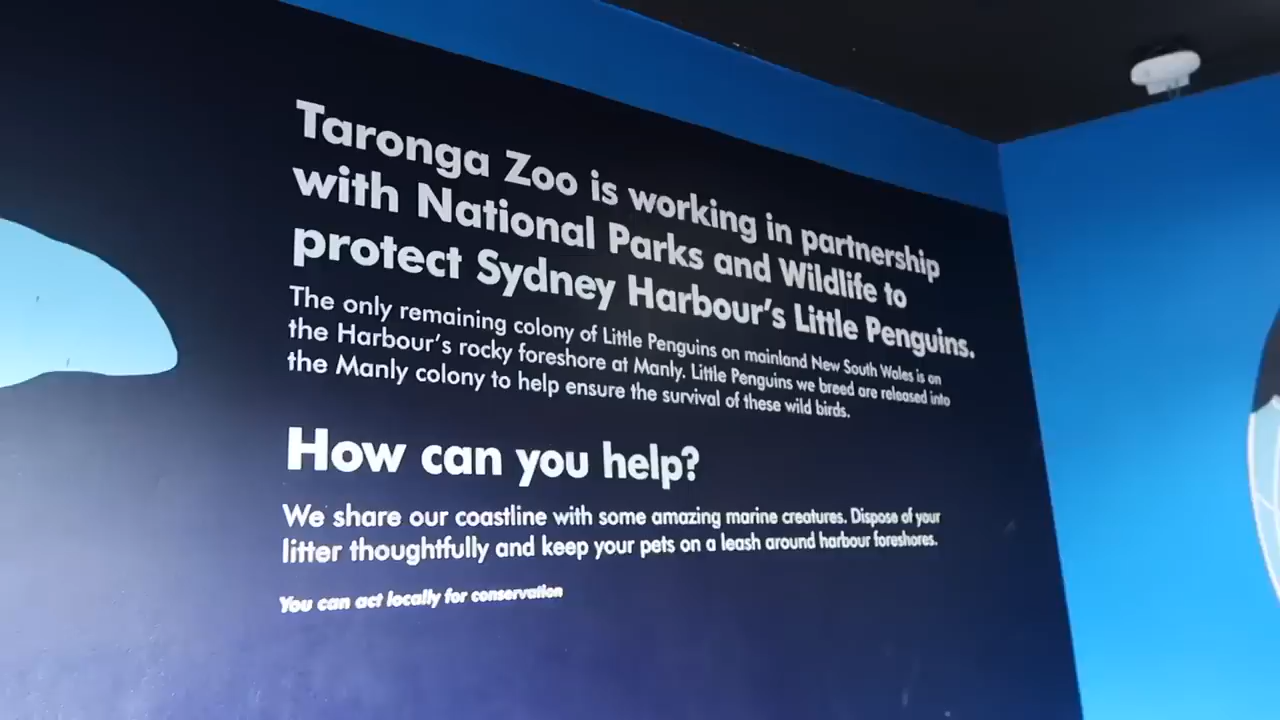 Taronga Zoo is working in partnership
with National Parks and Wildlife to
protect Sydney Harbour's Little Penguins.
The only remaining colony of Little Penguins on mainland New South Wales is on
the Harbour's rocky foreshore at Manly. Little Penguins we breed are released into
the Manly colony to help ensure the survival of these wild birds.
How can you help?
We share our coastline with some amazing marine creatures. Dispose of your
litter thoughtfully and keep your pets on a leash around harbour foreshores.
You can act locally for conservation